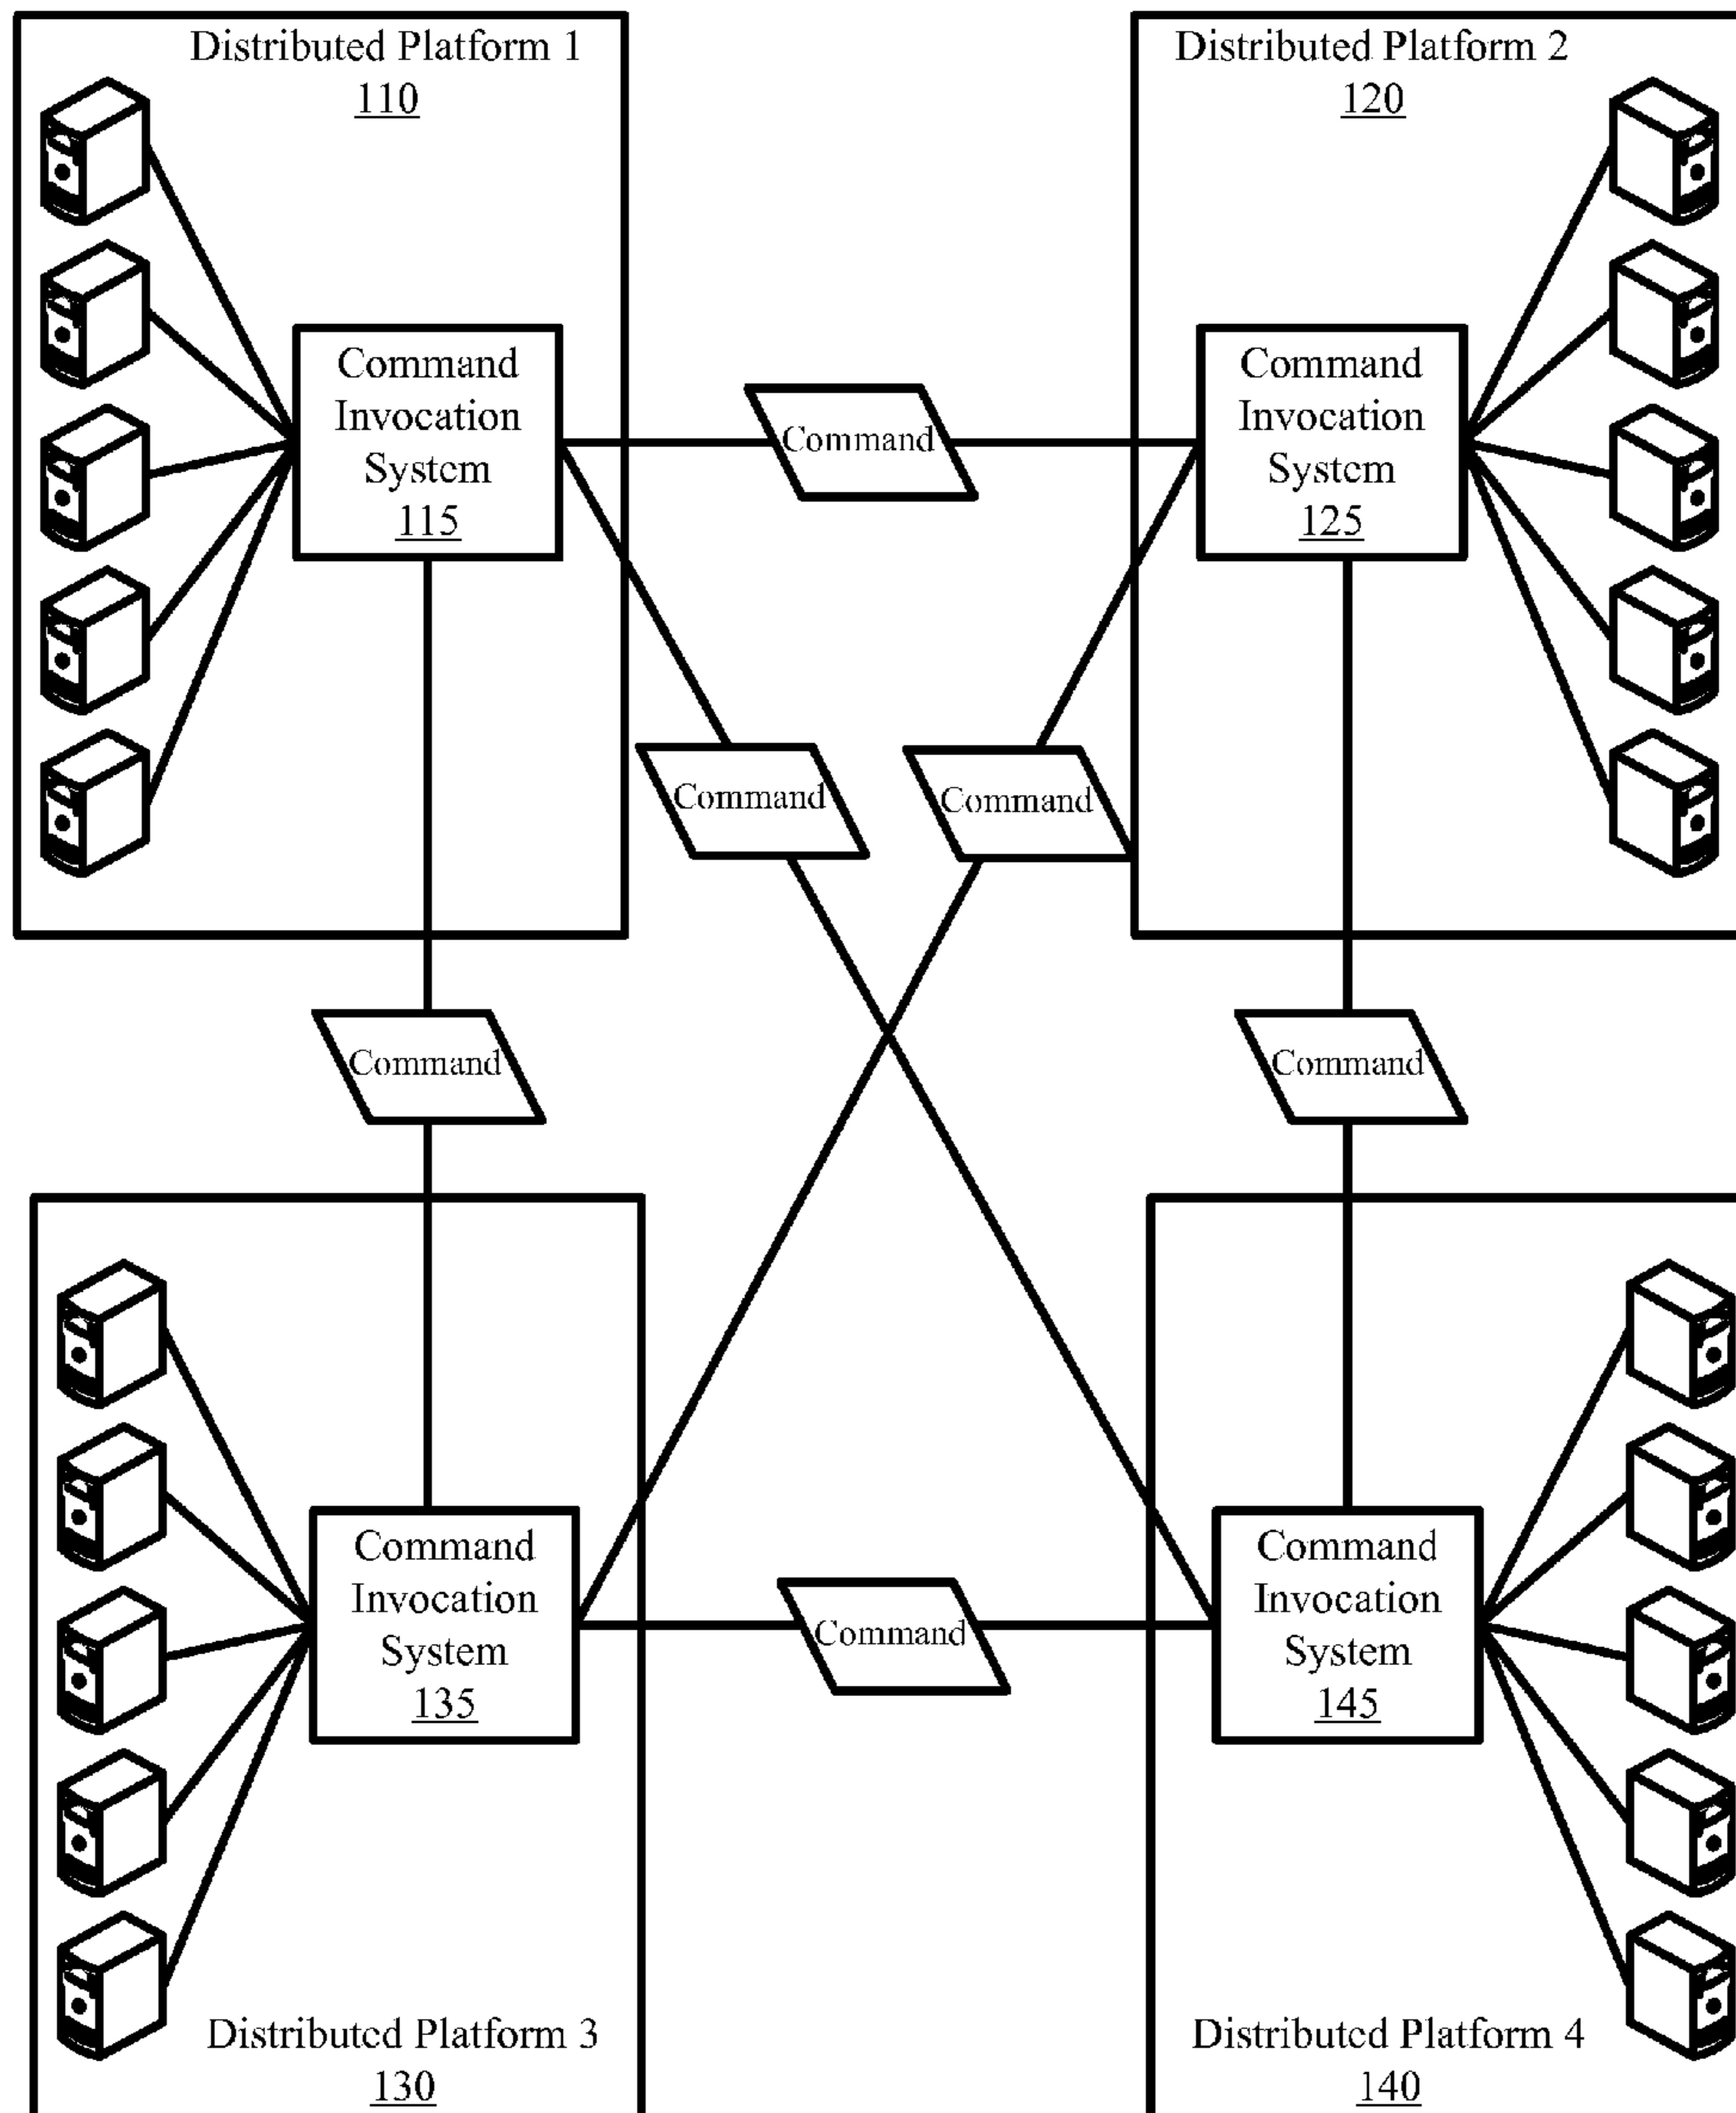 Distributed Platform 1
110
Distributed Platform 2
120
Command
Invocation
System
115
Command
Command
Invocation
System
125
Command
Command
Command
Command
Command
Invocation
System
135
Command
Command
Invocation
System
145
Distributed Platform 3
130
Distributed Platform 4
140